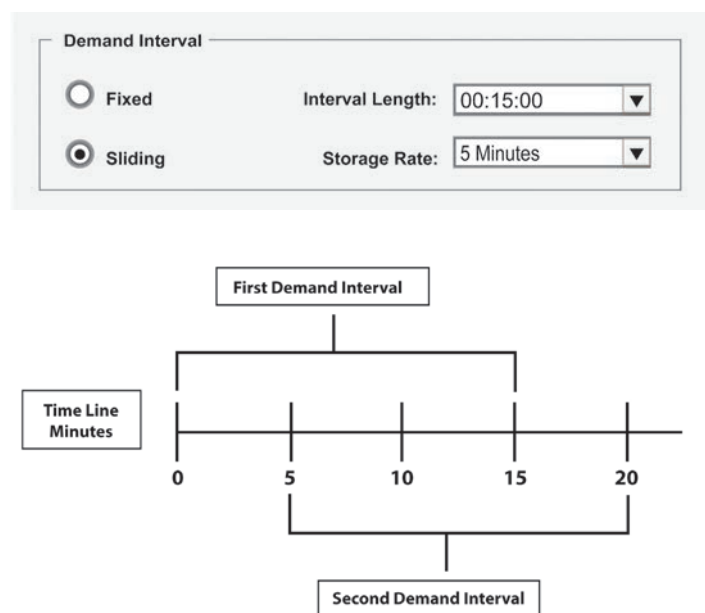 Demand Interval
Fixed
Interval Length: 00:15:00
Sliding
Storage Rate: 5 Minutes
First Demand Interval
Time Line
Minutes
0 5 10 15 20
Second Demand Interval